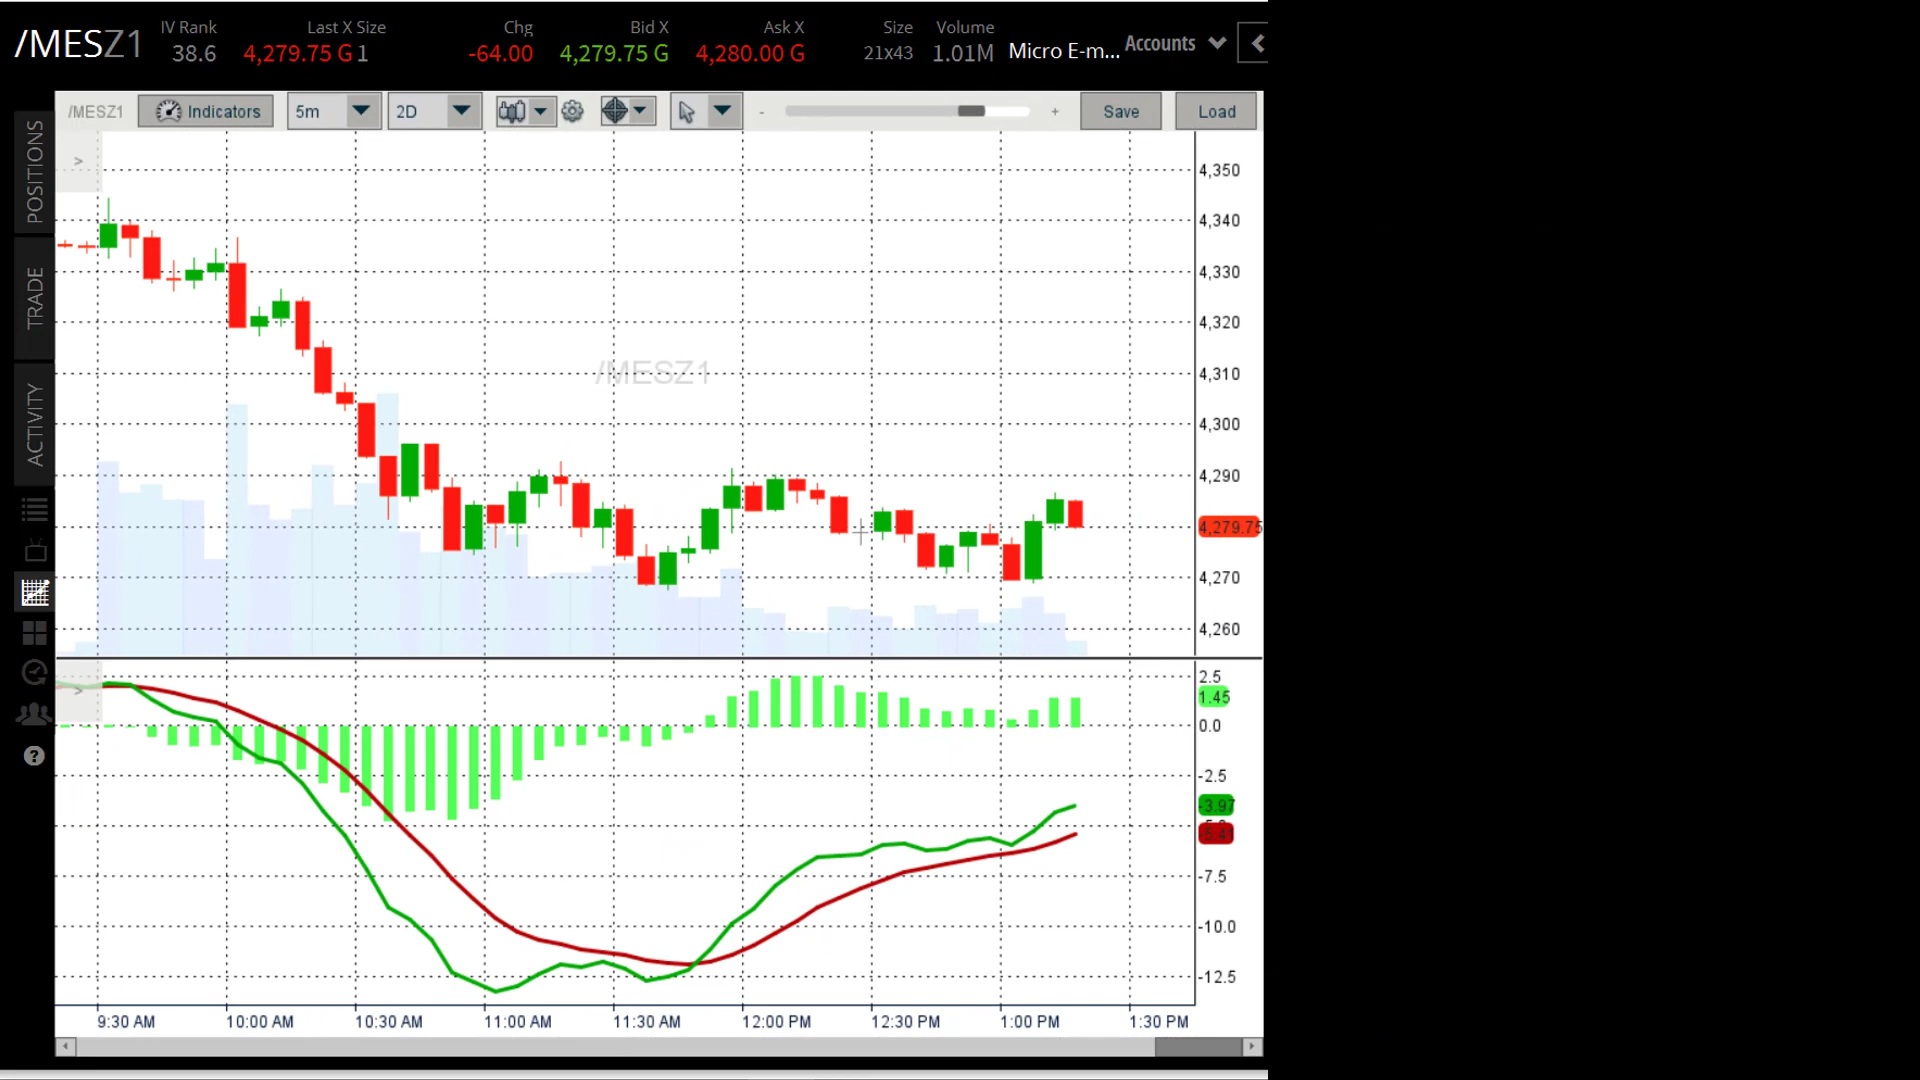 /MESZ1
IV Rank
38.6
Last X Size
4,279.75 G 1
Chg
-64.00
Bid X
4,279.75 G
Ask X
4,280.00 G
Size
21x43
Volume
1.01M
Micro E-m...
Accounts
/MESZ1
Indicators
5m
2D
-
+
Save
Load
POSITIONS
TRADE
ACTIVITY
>
/MESZ1
4,350
4,340
4,330
4,320
4,310
4,300
4,290
4,279.75
4,270
4,260
>
2.5
1.45
0.0
-2.5
-3.97
-5.41
-7.5
-10.0
-12.5
9:30 AM
10:00 AM
10:30 AM
11:00 AM
11:30 AM
12:00 PM
12:30 PM
1:00 PM
1:30 PM